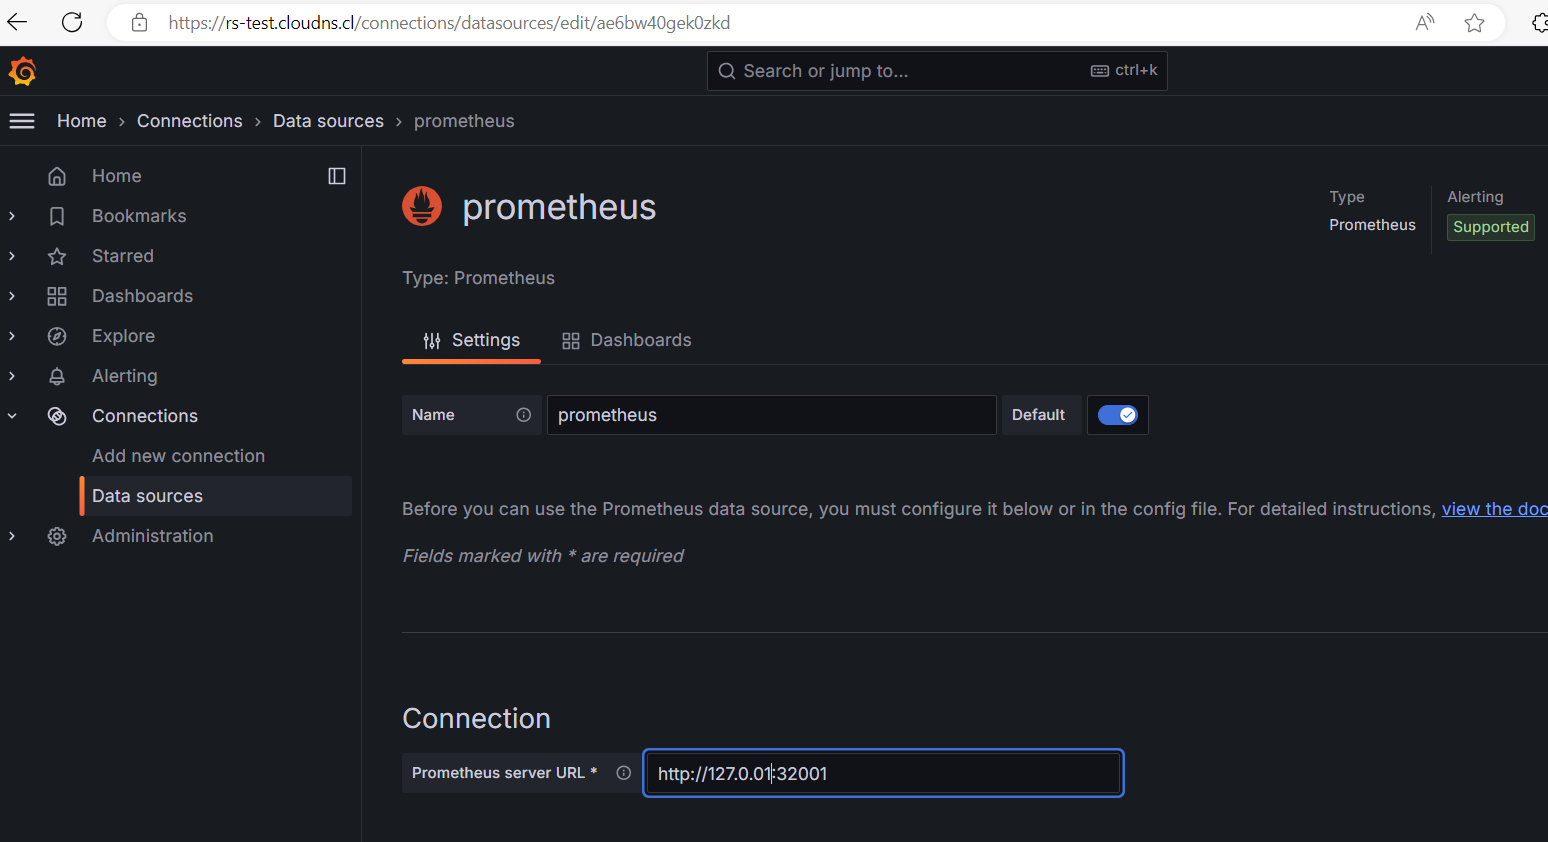 https://rs-test.cloudns.cl/connections/datasources/edit/ae6bw40gek0zkd
Search or jump to...
ctrl+k
Home › Connections › Data sources › prometheus
Home
Bookmarks
Starred
Dashboards
Explore
Alerting
Connections
Add new connection
Data sources
Administration
prometheus
Type
Prometheus
Alerting
Supported
Type: Prometheus
Settings
Dashboards
Name
prometheus
Default
Before you can use the Prometheus data source, you must configure it below or in the config file. For detailed instructions, view the doc
Fields marked with * are required
Connection
Prometheus server URL *
http://127.0.01:32001